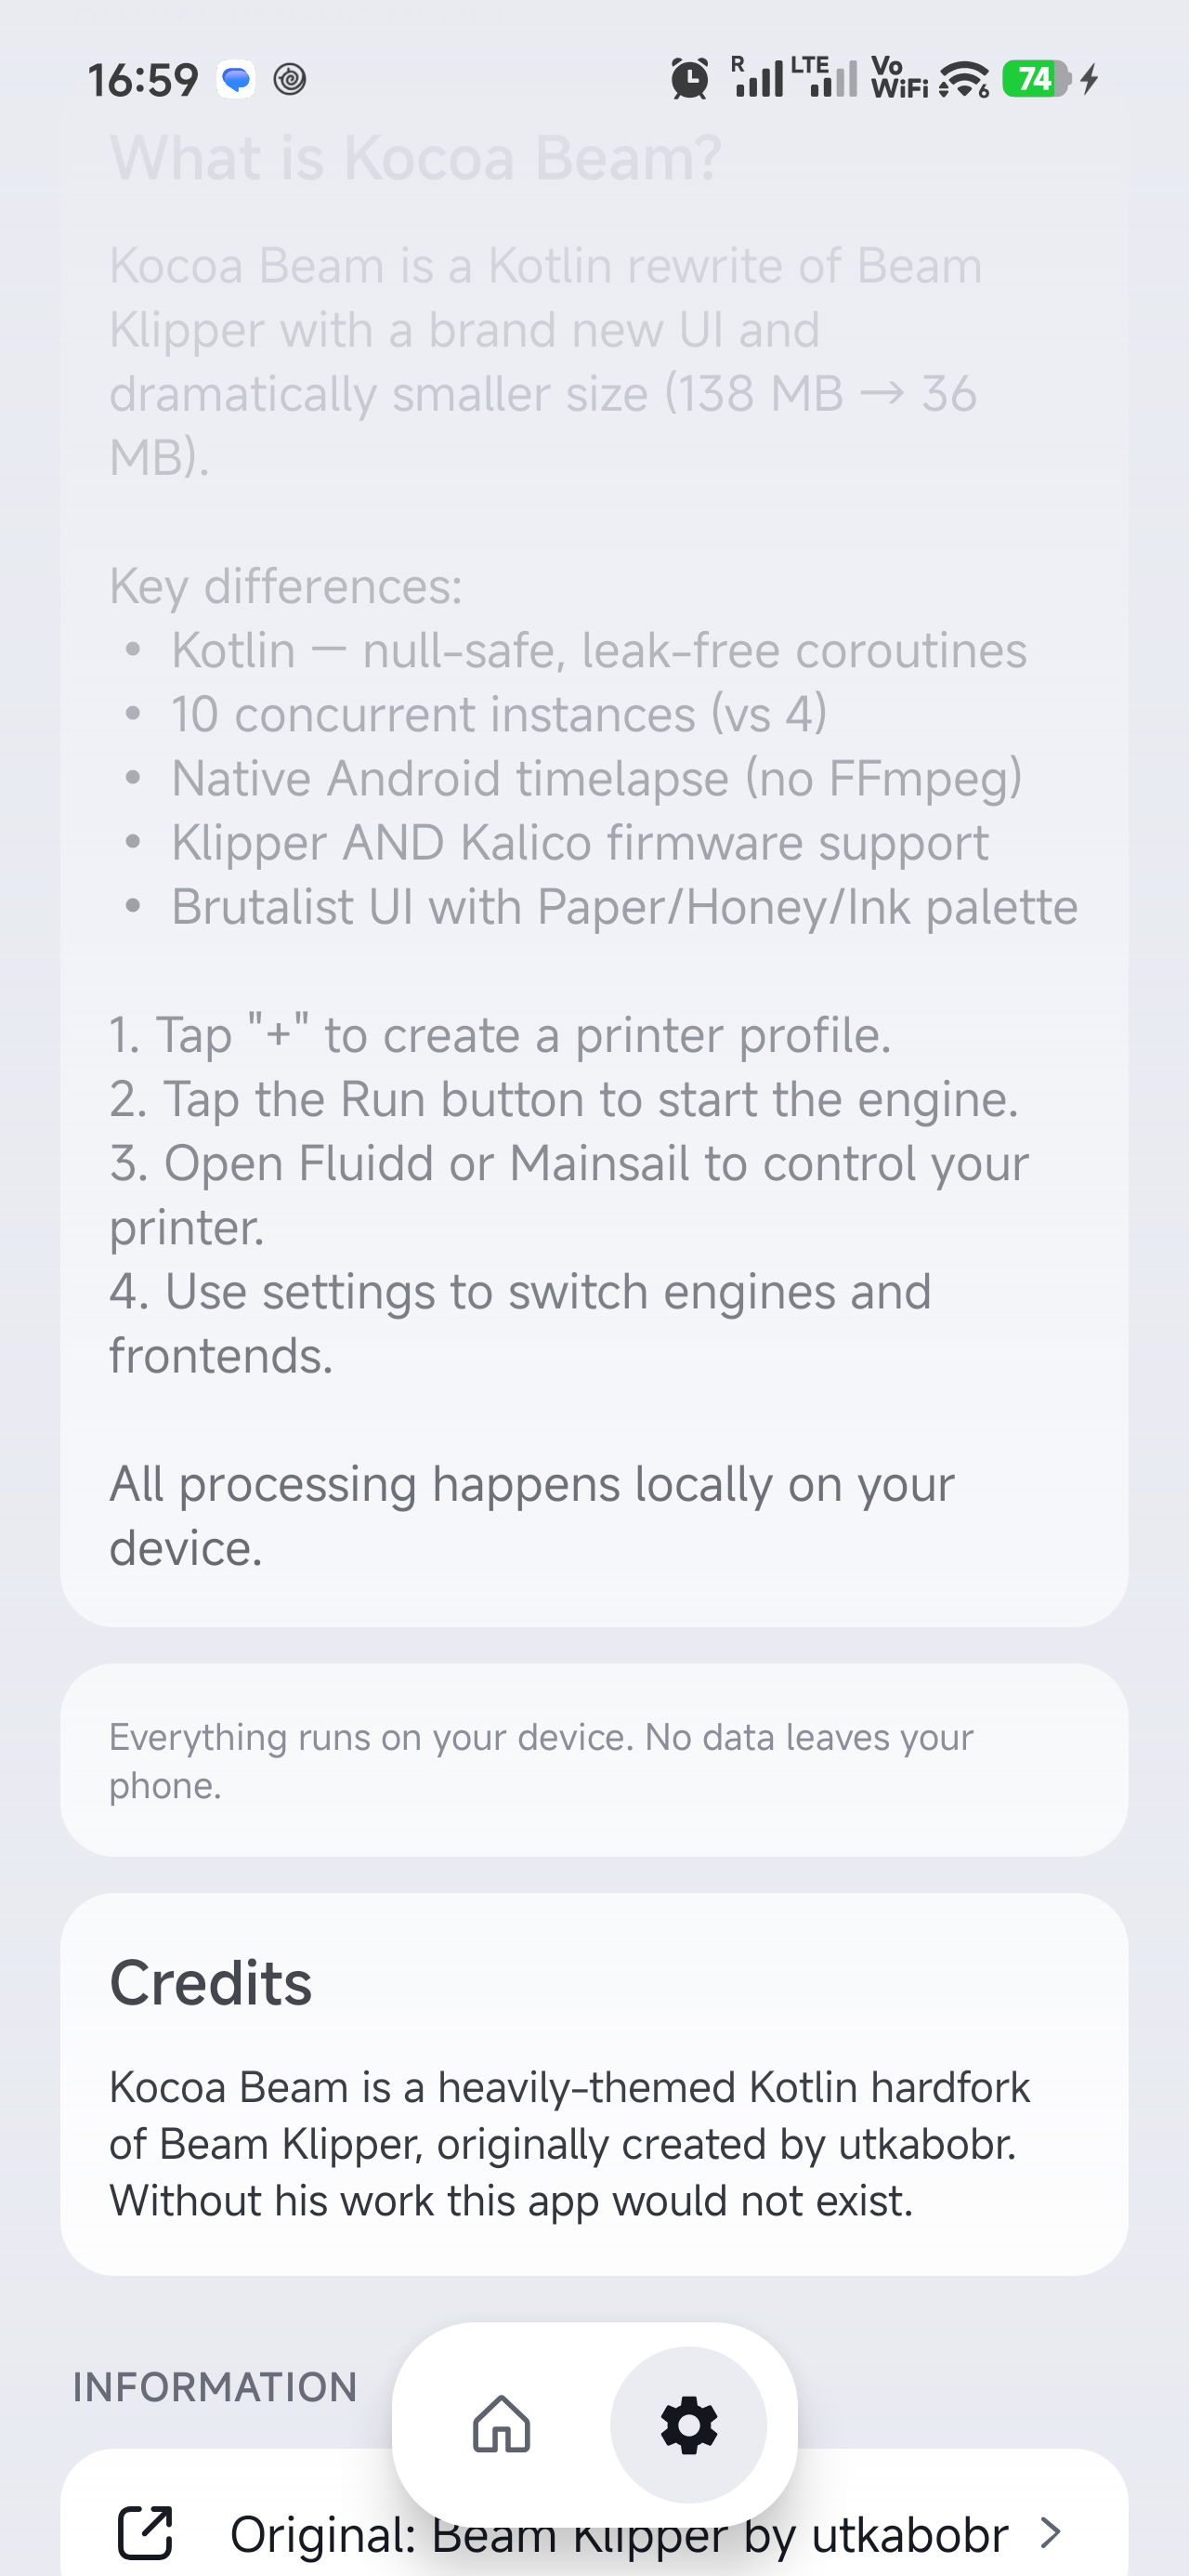 16:59
R LTE Vo WiFi 6 74
What is Kocoa Beam?
Kocoa Beam is a Kotlin rewrite of Beam
Klipper with a brand new UI and
dramatically smaller size (138 MB → 36
MB).
Key differences:
• Kotlin — null-safe, leak-free coroutines
• 10 concurrent instances (vs 4)
• Native Android timelapse (no FFmpeg)
• Klipper AND Kalico firmware support
• Brutalist UI with Paper/Honey/Ink palette
1. Tap "+" to create a printer profile.
2. Tap the Run button to start the engine.
3. Open Fluidd or Mainsail to control your
printer.
4. Use settings to switch engines and
frontends.
All processing happens locally on your
device.
Everything runs on your device. No data leaves your
phone.
Credits
Kocoa Beam is a heavily-themed Kotlin hardfork
of Beam Klipper, originally created by utkabobr.
Without his work this app would not exist.
INFORMATION
Original: Beam Klipper by utkabobr